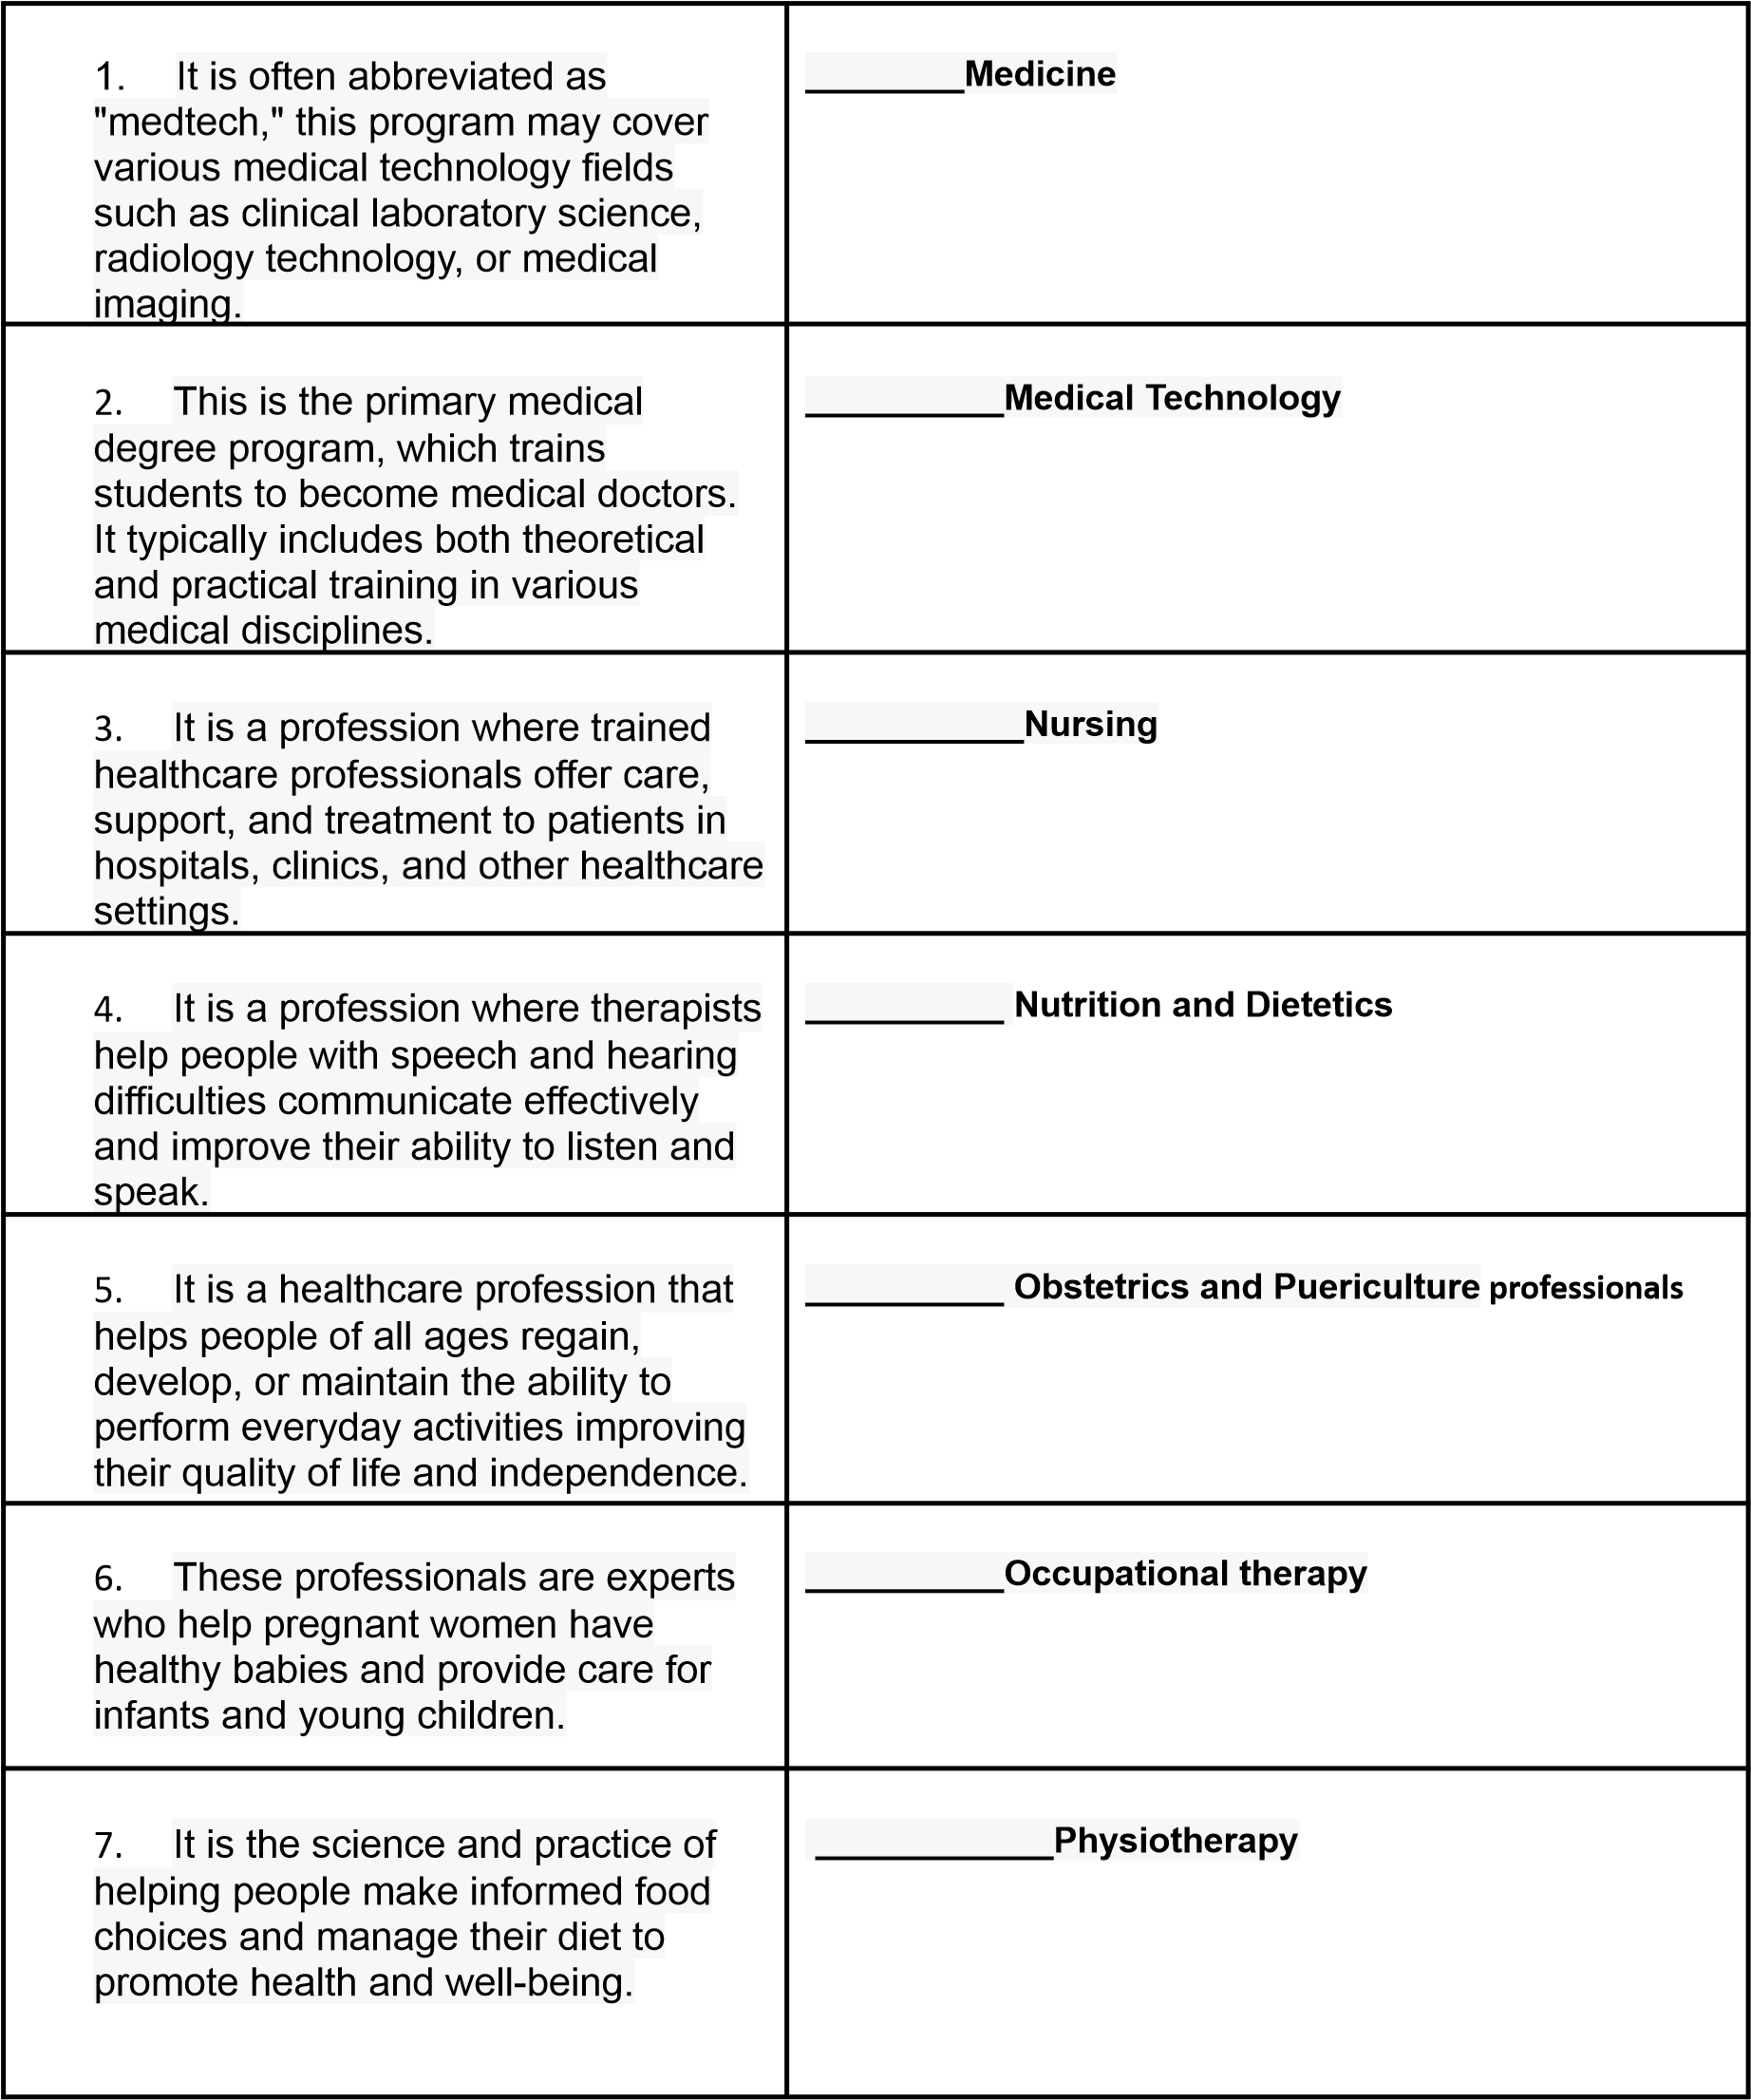 1. It is often abbreviated as
"medtech," this program may cover
various medical technology fields
such as clinical laboratory science,
radiology technology, or medical
imaging.
__________Medicine
2. This is the primary medical
degree program, which trains
students to become medical doctors.
It typically includes both theoretical
and practical training in various
medical disciplines.
__________Medical Technology
3. It is a profession where trained
healthcare professionals offer care,
support, and treatment to patients in
hospitals, clinics, and other healthcare
settings.
___________Nursing
4. It is a profession where therapists
help people with speech and hearing
difficulties communicate effectively
and improve their ability to listen and
speak.
__________ Nutrition and Dietetics
5. It is a healthcare profession that
helps people of all ages regain,
develop, or maintain the ability to
perform everyday activities improving
their quality of life and independence.
__________ Obstetrics and Puericulture professionals
6. These professionals are experts
who help pregnant women have
healthy babies and provide care for
infants and young children.
__________Occupational therapy
7. It is the science and practice of
helping people make informed food
choices and manage their diet to
promote health and well-being.
____________Physiotherapy